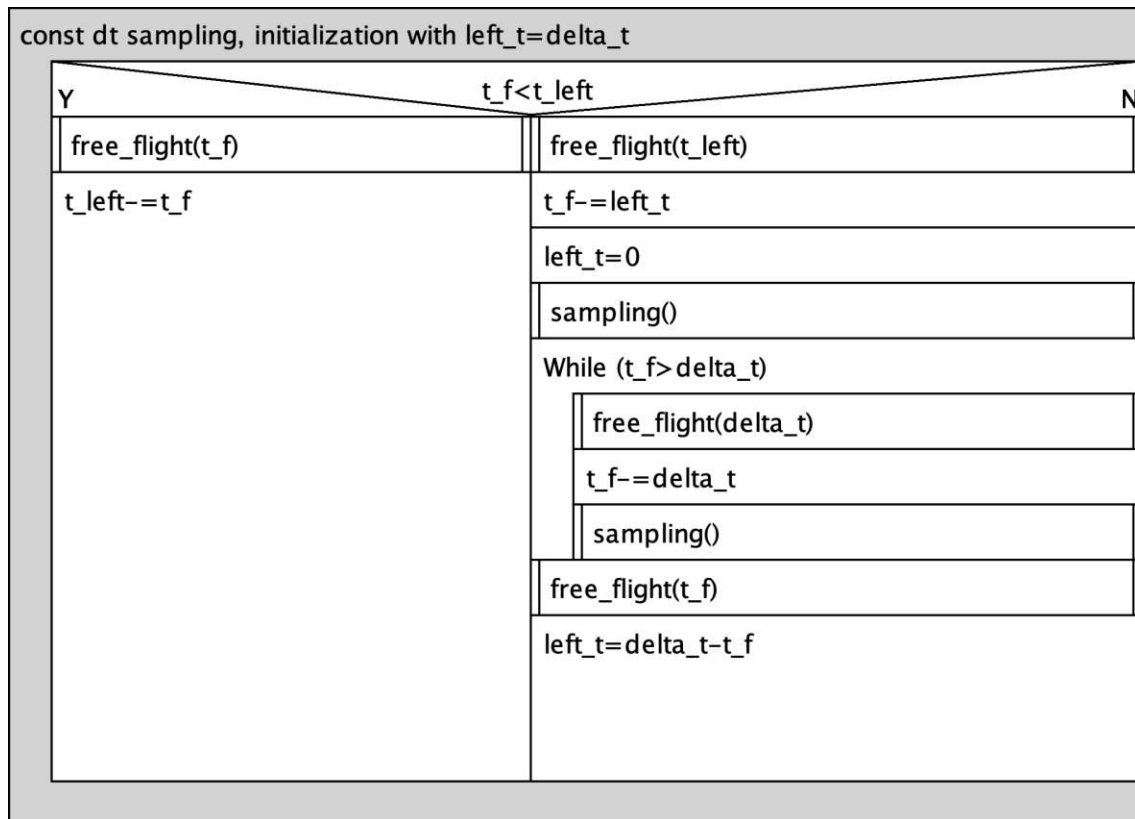 const dt sampling, initialization with left_t=delta_t
t_f<t_left
Y
N
free_flight(t_f)
t_left-=t_f
free_flight(t_left)
t_f-=left_t
left_t=0
sampling()
While (t_f>delta_t)
free_flight(delta_t)
t_f-=delta_t
sampling()
free_flight(t_f)
left_t=delta_t-t_f